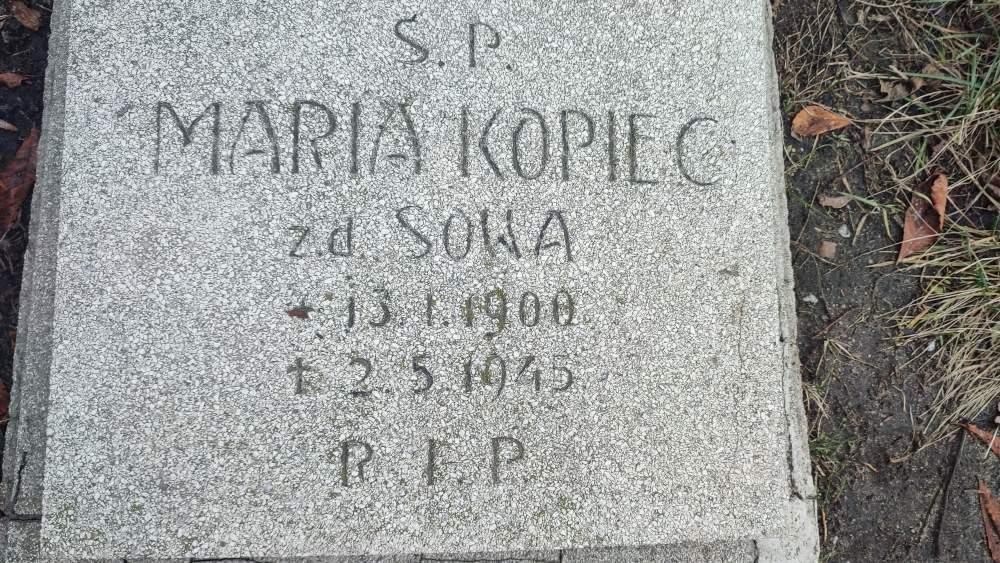 Ś. P.
MARIA KOPIEC
z.d. SOWA
* 13.1.1900
† 2.5.1945
R.I.P.